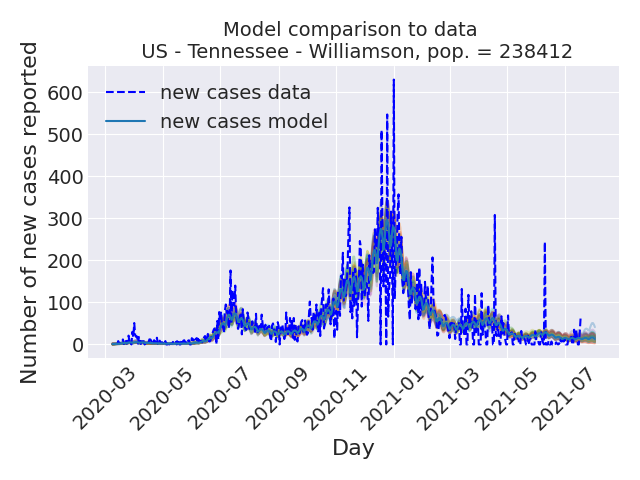 Model comparison to data
US - Tennessee - Williamson, pop. = 238412
Number of new cases reported
600
500
400
300
200
100
0
new cases data
new cases model
2020-03
2020-05
2020-07
2020-09
2020-11
2021-01
2021-03
2021-05
2021-07
Day